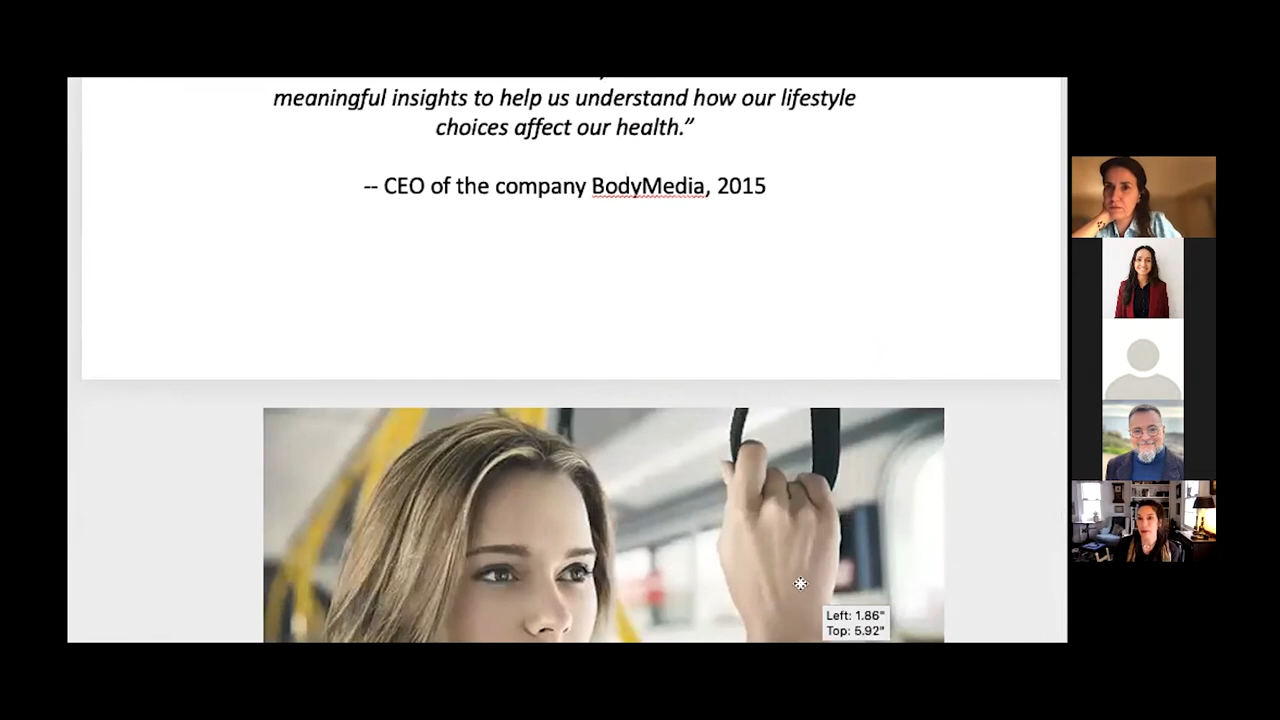 meaningful insights to help us understand how our lifestyle
choices affect our health.”
-- CEO of the company BodyMedia, 2015
Left: 1.86"
Top: 5.92"